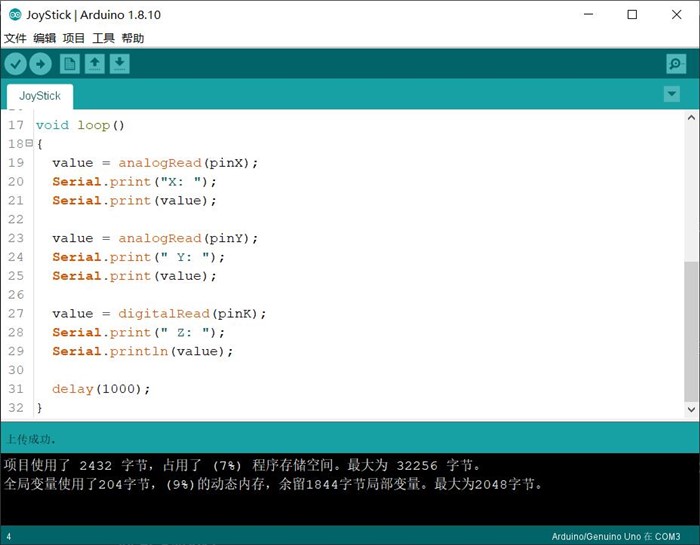 JoyStick | Arduino 1.8.10
文件 编辑 项目 工具 帮助
JoyStick
17 void loop()
18 {
19   value = analogRead(pinX);
20   Serial.print("X: ");
21   Serial.print(value);
22
23   value = analogRead(pinY);
24   Serial.print(" Y: ");
25   Serial.print(value);
26
27   value = digitalRead(pinK);
28   Serial.print(" Z: ");
29   Serial.println(value);
30
31   delay(1000);
32 }
上传成功。
项目使用了 2432 字节，占用了 (7%) 程序存储空间。最大为 32256 字节。
全局变量使用了204字节，(9%)的动态内存，余留1844字节局部变量。最大为2048字节。
4 Arduino/Genuino Uno 在 COM3